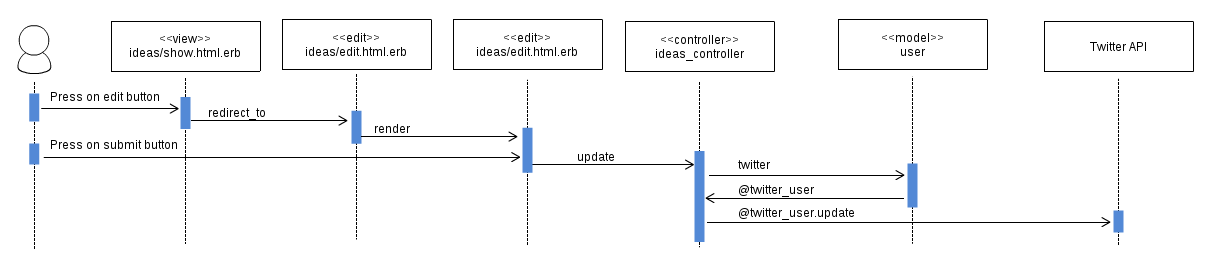 <<view>>
ideas/show.html.erb
<<edit>>
ideas/edit.html.erb
<<edit>>
ideas/edit.html.erb
<<controller>>
ideas_controller
<<model>>
user
Twitter API
Press on edit button
redirect_to
render
Press on submit button
update
twitter
@twitter_user
@twitter_user.update